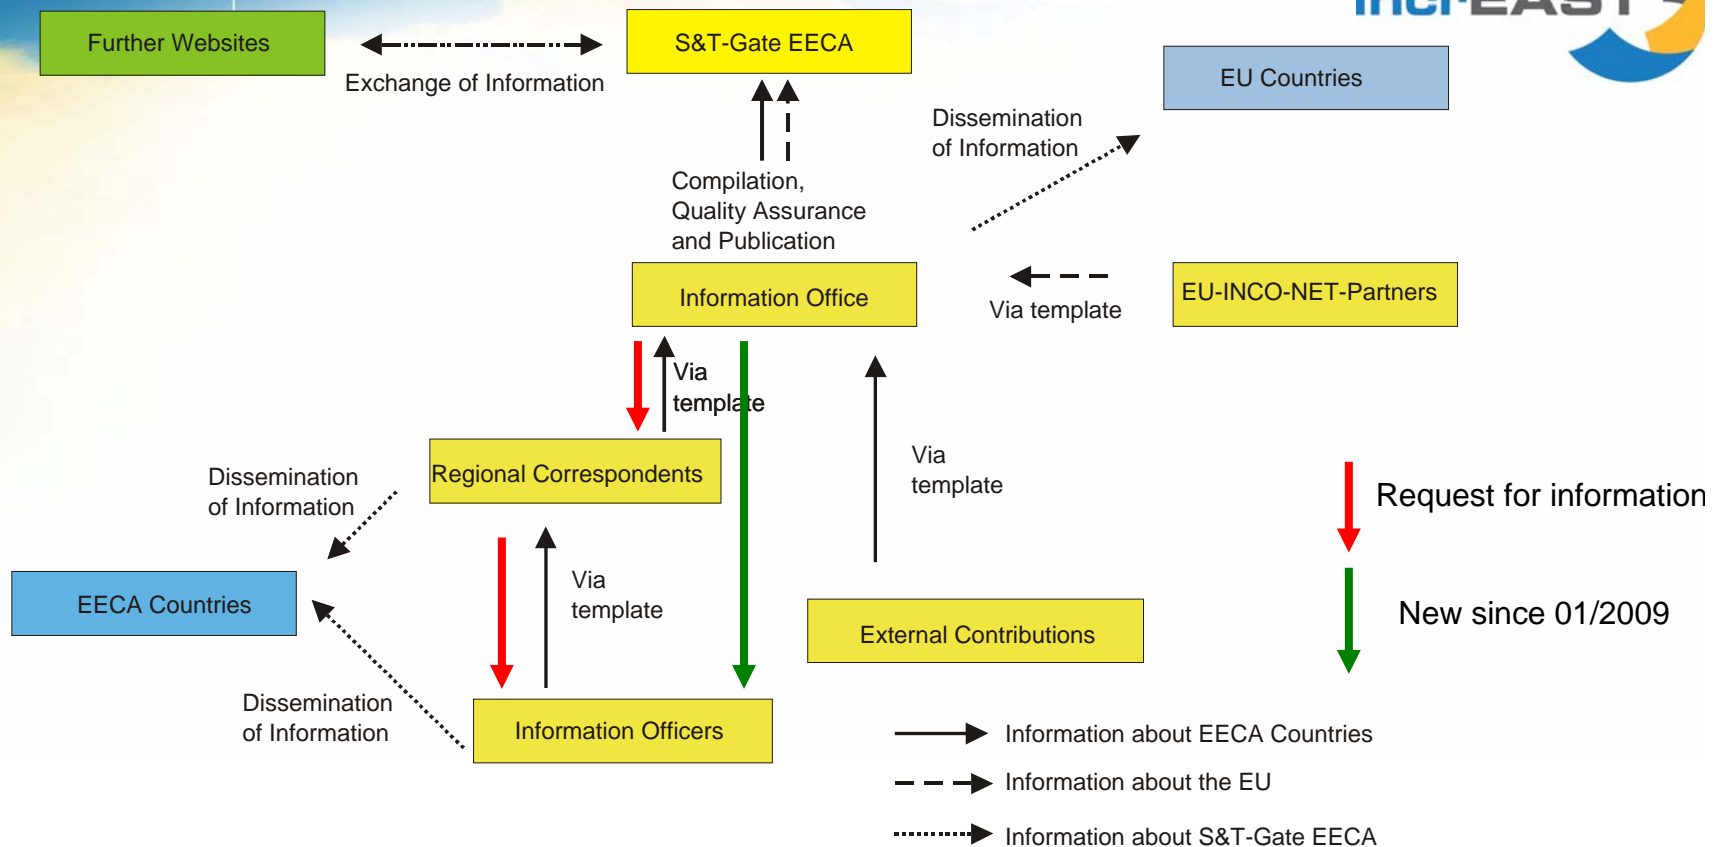 incrEAST
Further Websites
S&T-Gate EECA
Exchange of Information
EU Countries
Dissemination
of Information
Compilation,
Quality Assurance
and Publication
Information Office
EU-INCO-NET-Partners
Via template
Via
template
Regional Correspondents
Via
template
Dissemination
of Information
Request for information
EECA Countries
Via
template
External Contributions
New since 01/2009
Dissemination
of Information
Information Officers
Information about EECA Countries
Information about the EU
Information about S&T-Gate EECA